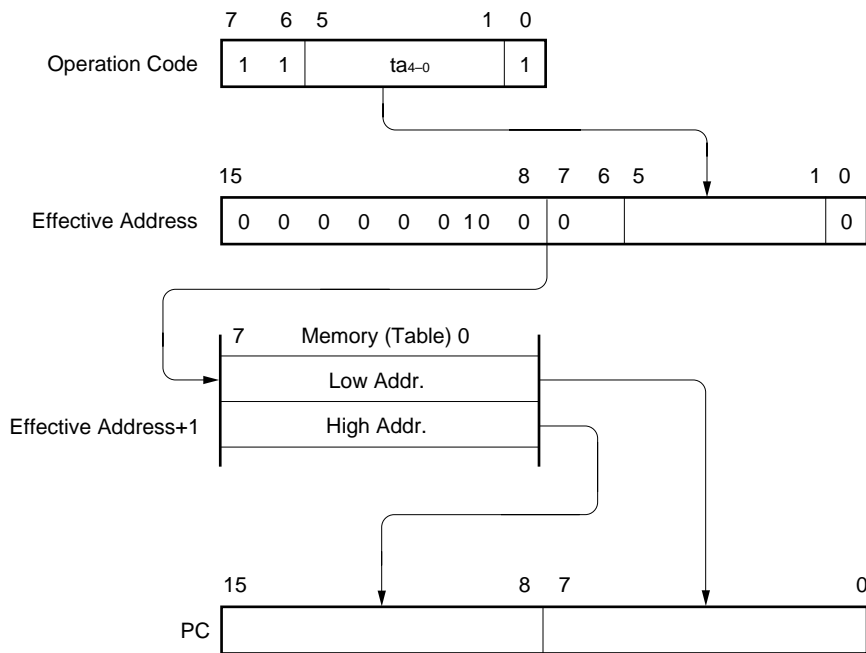 7 6 5 1 0
Operation Code 1 1 ta4–0 1
15 8 7 6 5 1 0
Effective Address 0 0 0 0 0 0 10 0 0 0
7 Memory (Table) 0
Low Addr.
Effective Address+1 High Addr.
15 8 7 0
PC